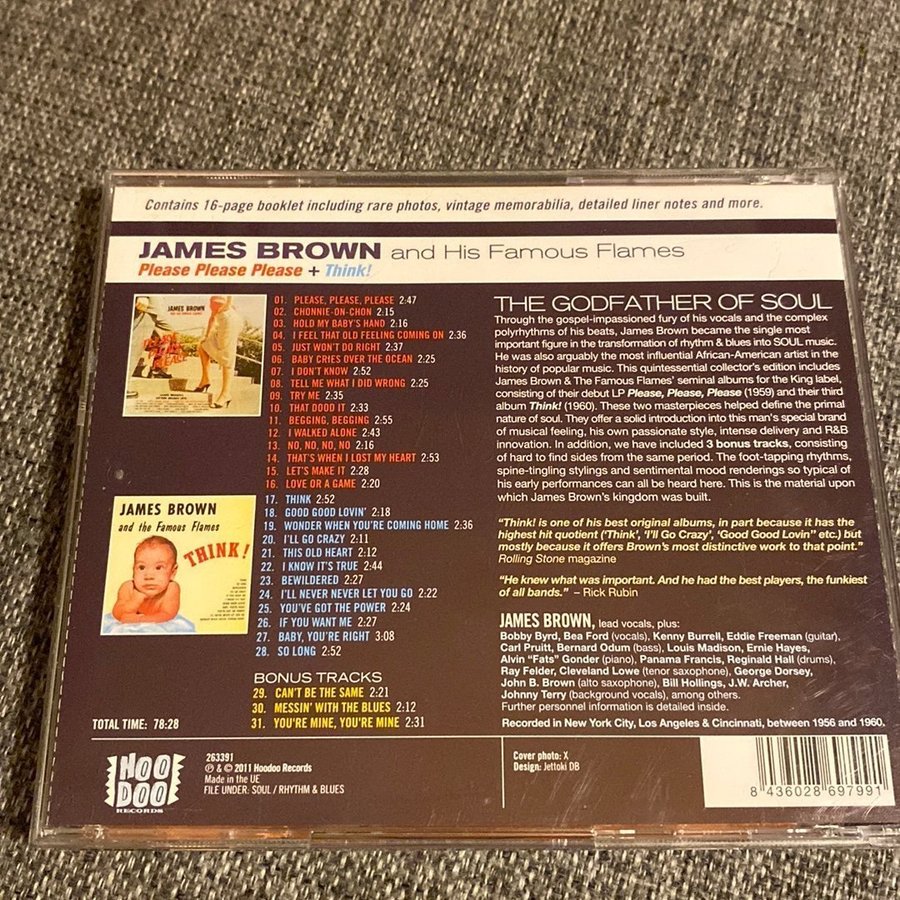 Contains 16-page booklet including rare photos, vintage memorabilia, detailed liner notes and more.
JAMES BROWN and His Famous Flames
Please Please Please + Think!
JAMES BROWN
01. PLEASE, PLEASE, PLEASE 2:47
02. CHONNIE-ON-CHON 2:15
03. HOLD MY BABY'S HAND 2:16
04. I FEEL THAT OLD FEELING COMING ON 2:36
05. JUST WON'T DO RIGHT 2:37
06. BABY CRIES OVER THE OCEAN 2:25
07. I DON'T KNOW 2:52
08. TELL ME WHAT I DID WRONG 2:25
09. TRY ME 2:35
10. THAT DOOD IT 2:33
11. BEGGING, BEGGING 2:55
12. I WALKED ALONE 2:43
13. NO, NO, NO, NO 2:16
14. THAT'S WHEN I LOST MY HEART 2:53
15. LET'S MAKE IT 2:28
16. LOVE OR A GAME 2:20
JAMES BROWN
and the Famous Flames
THINK!
17. THINK 2:52
18. GOOD GOOD LOVIN' 2:18
19. WONDER WHEN YOU'RE COMING HOME 2:36
20. I'LL GO CRAZY 2:11
21. THIS OLD HEART 2:12
22. I KNOW IT'S TRUE 2:44
23. BEWILDERED 2:27
24. I'LL NEVER NEVER LET YOU GO 2:22
25. YOU'VE GOT THE POWER 2:24
26. IF YOU WANT ME 2:27
27. BABY, YOU'RE RIGHT 3:08
28. SO LONG 2:52
BONUS TRACKS
29. CAN'T BE THE SAME 2:21
30. MESSIN' WITH THE BLUES 2:12
31. YOU'RE MINE, YOU'RE MINE 2:31
TOTAL TIME: 78:28
THE GODFATHER OF SOUL
Through the gospel-impassioned fury of his vocals and the complex
polyrhythms of his beats, James Brown became the single most
important figure in the transformation of rhythm & blues into SOUL music.
He was also arguably the most influential African-American artist in the
history of popular music. This quintessential collector's edition includes
James Brown & The Famous Flames' seminal albums for the King label,
consisting of their debut LP Please, Please, Please (1959) and their third
album Think! (1960). These two masterpieces helped define the primal
nature of soul. They offer a solid introduction into this man's special brand
of musical feeling, his own passionate style, intense delivery and R&B
innovation. In addition, we have included 3 bonus tracks, consisting
of hard to find sides from the same period. The foot-tapping rhythms,
spine-tingling stylings and sentimental mood renderings so typical of
his early performances can all be heard here. This is the material upon
which James Brown's kingdom was built.
"Think! is one of his best original albums, in part because it has the
highest hit quotient ('Think', 'I'll Go Crazy', 'Good Good Lovin'' etc.) but
mostly because it offers Brown's most distinctive work to that point."
Rolling Stone magazine
"He knew what was important. And he had the best players, the funkiest
of all bands." – Rick Rubin
JAMES BROWN, lead vocals, plus:
Bobby Byrd, Bea Ford (vocals), Kenny Burrell, Eddie Freeman (guitar),
Carl Pruitt, Bernard Odum (bass), Louis Madison, Ernie Hayes,
Alvin "Fats" Gonder (piano), Panama Francis, Reginald Hall (drums),
Ray Felder, Cleveland Lowe (tenor saxophone), George Dorsey,
John B. Brown (alto saxophone), Bill Hollings, J.W. Archer,
Johnny Terry (background vocals), among others.
Further personnel information is detailed inside.
Recorded in New York City, Los Angeles & Cincinnati, between 1956 and 1960.
HOO
DOO
RECORDS
263391
℗ & © 2011 Hoodoo Records
Made in the UE
FILE UNDER: SOUL / RHYTHM & BLUES
Cover photo: X
Design: Jettoki DB
8 436028 697991